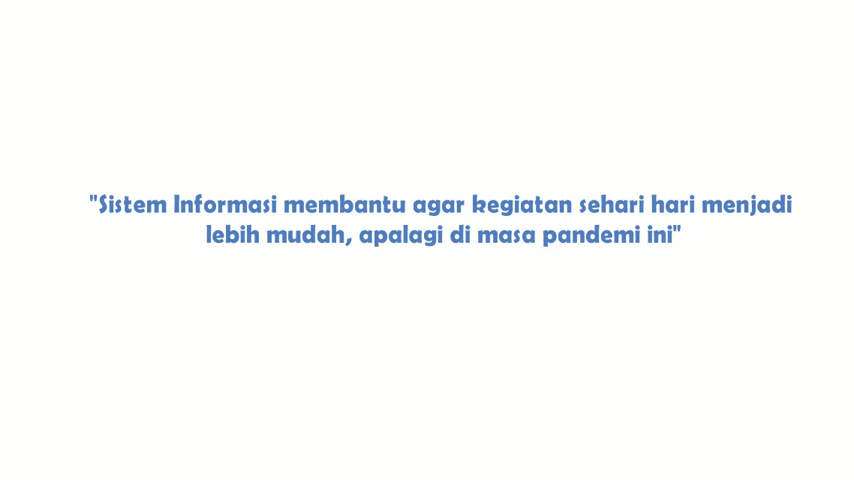 "Sistem Informasi membantu agar kegiatan sehari hari menjadi
lebih mudah, apalagi di masa pandemi ini"